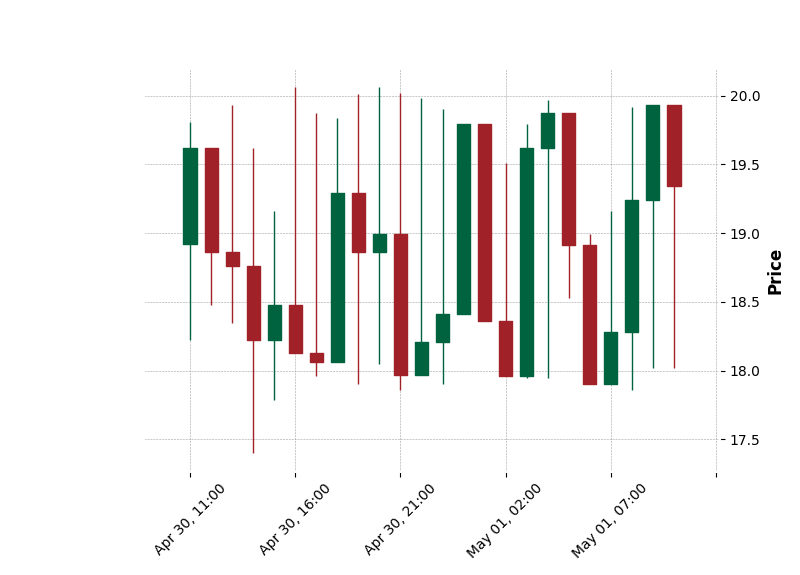 20.0
19.5
19.0
18.5
18.0
17.5
Price
Apr 30, 11:00
Apr 30, 16:00
Apr 30, 21:00
May 01, 02:00
May 01, 07:00